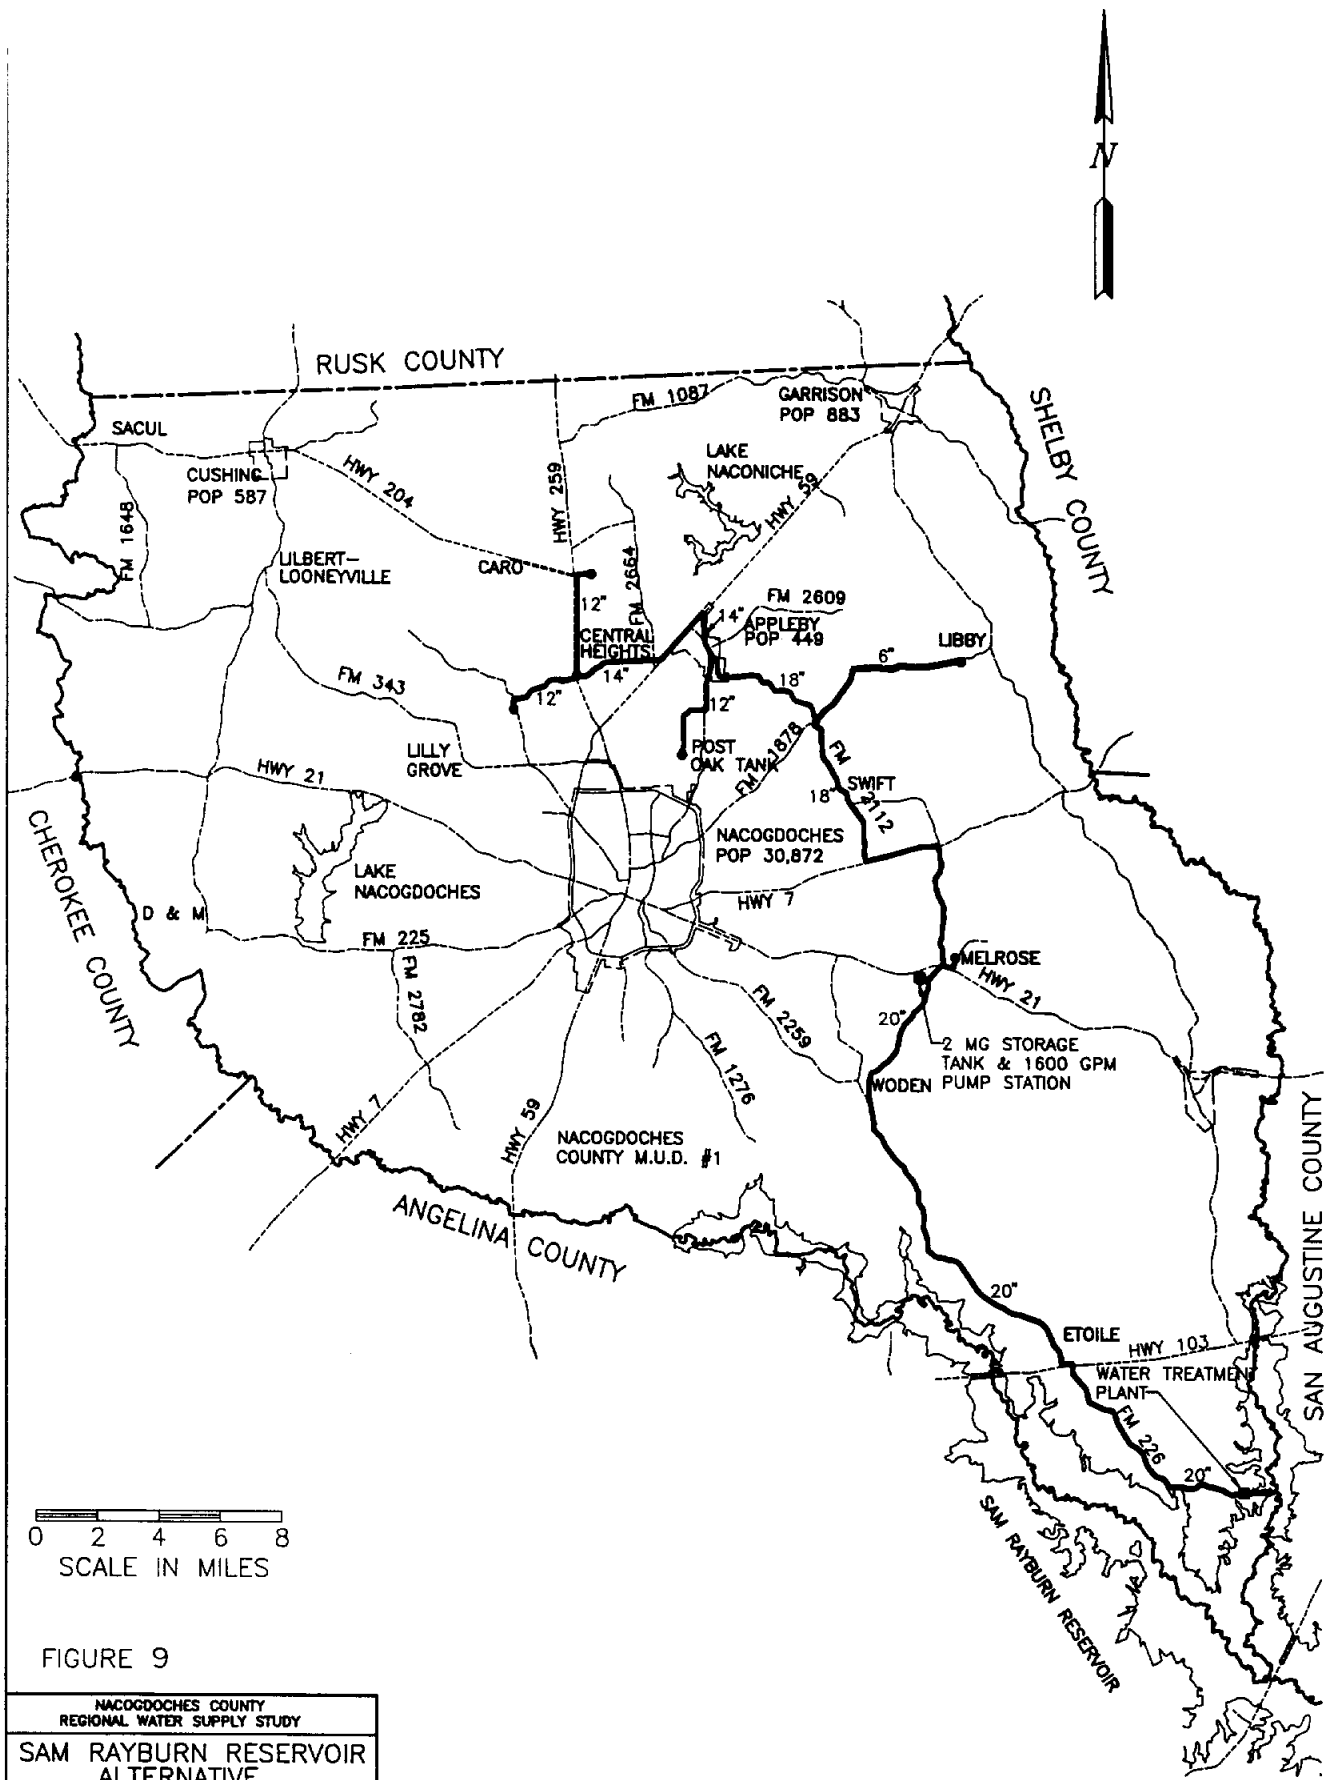 N
RUSK COUNTY
SHELBY COUNTY
SACUL
CUSHING
POP 587
HWY 204
HWY 259
FM 1087
GARRISON
POP 883
LAKE
NACONICHE
HWY 59
FM 1648
LILBERT-
LOONEYVILLE
CARO
FM 2664
12"
CENTRAL
HEIGHTS
14"
FM 2609
14"
APPLEBY
POP 449
LIBBY
6"
18"
12"
12"
FM 343
LILLY
GROVE
POST
OAK TANK
FM 1878
FM 2112
SWIFT
18"
HWY 21
NACOGDOCHES
POP 30,872
CHEROKEE COUNTY
LAKE
NACOGDOCHES
HWY 7
D & M
FM 225
FM 2782
MELROSE
HWY 21
FM 2259
20"
2 MG STORAGE
TANK & 1600 GPM
PUMP STATION
WODEN
FM 1276
HWY 7
HWY 59
NACOGDOCHES
COUNTY M.U.D. #1
ANGELINA COUNTY
SAN AUGUSTINE COUNTY
20"
ETOILE
HWY 103
WATER TREATMENT
PLANT
FM 226
20"
SAM RAYBURN RESERVOIR
0 2 4 6 8
SCALE IN MILES
FIGURE 9
NACOGDOCHES COUNTY
REGIONAL WATER SUPPLY STUDY
SAM RAYBURN RESERVOIR
ALTERNATIVE